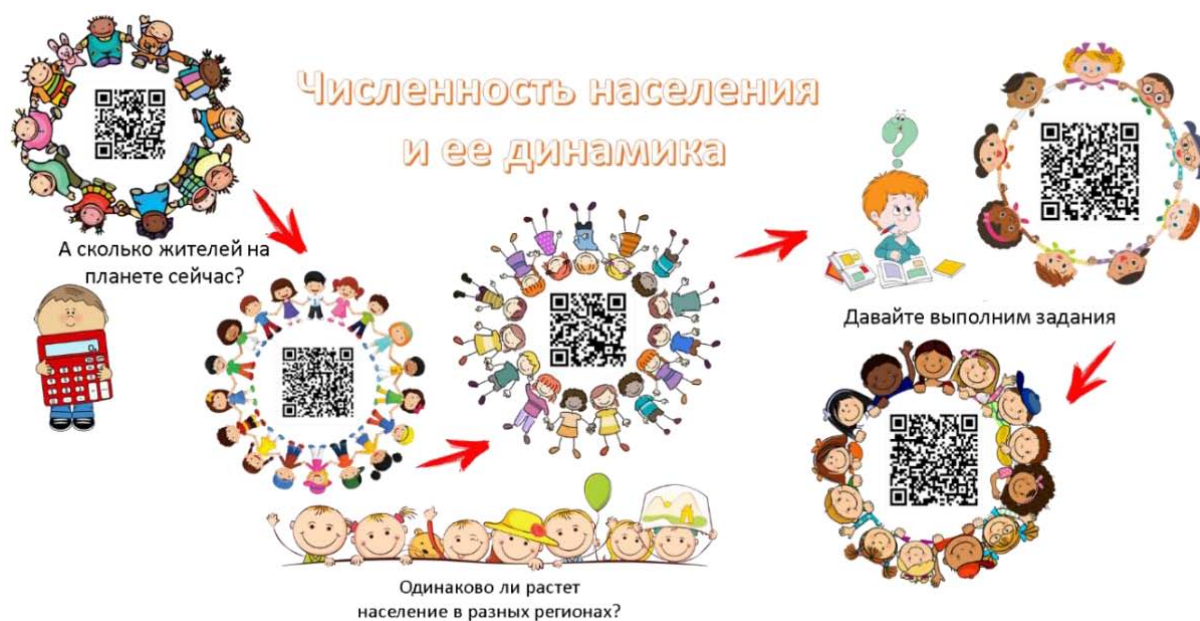 Численность населения
и ее динамика
А сколько жителей на
планете сейчас?
Давайте выполним задания
Одинаково ли растет
население в разных регионах?